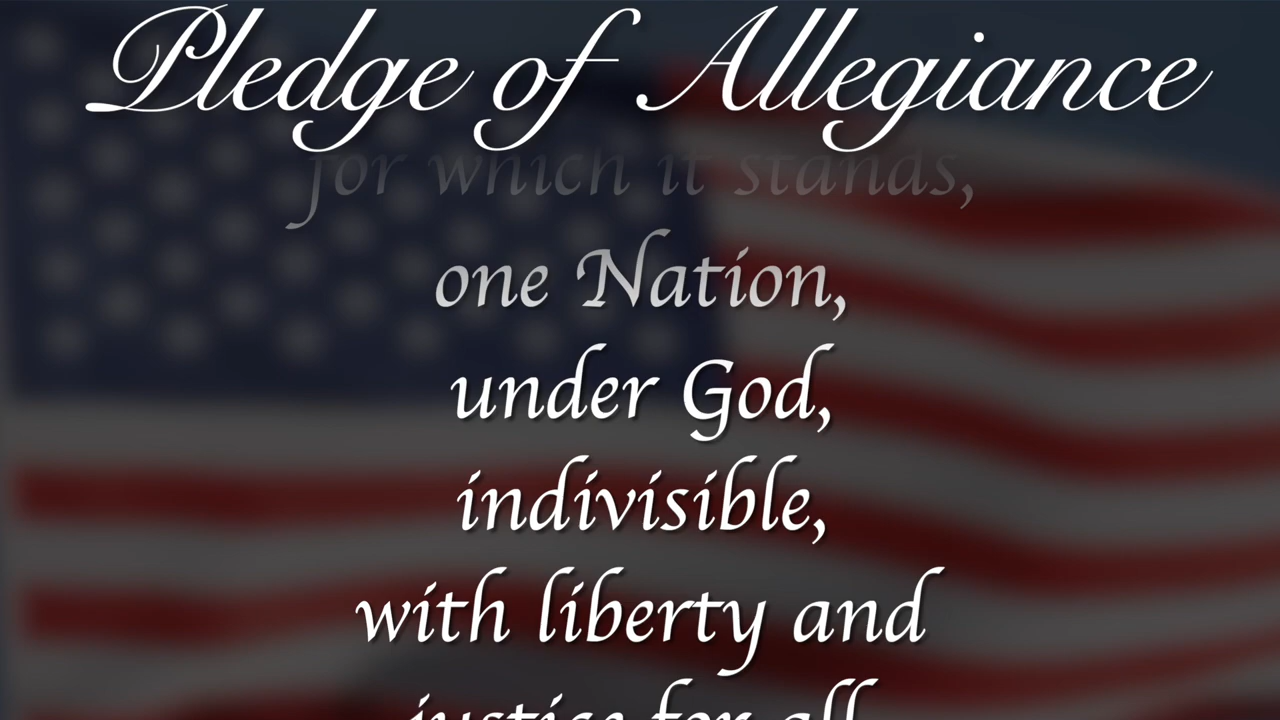 Pledge of Allegiance
for which it stands,
one Nation,
under God,
indivisible,
with liberty and
justice for all